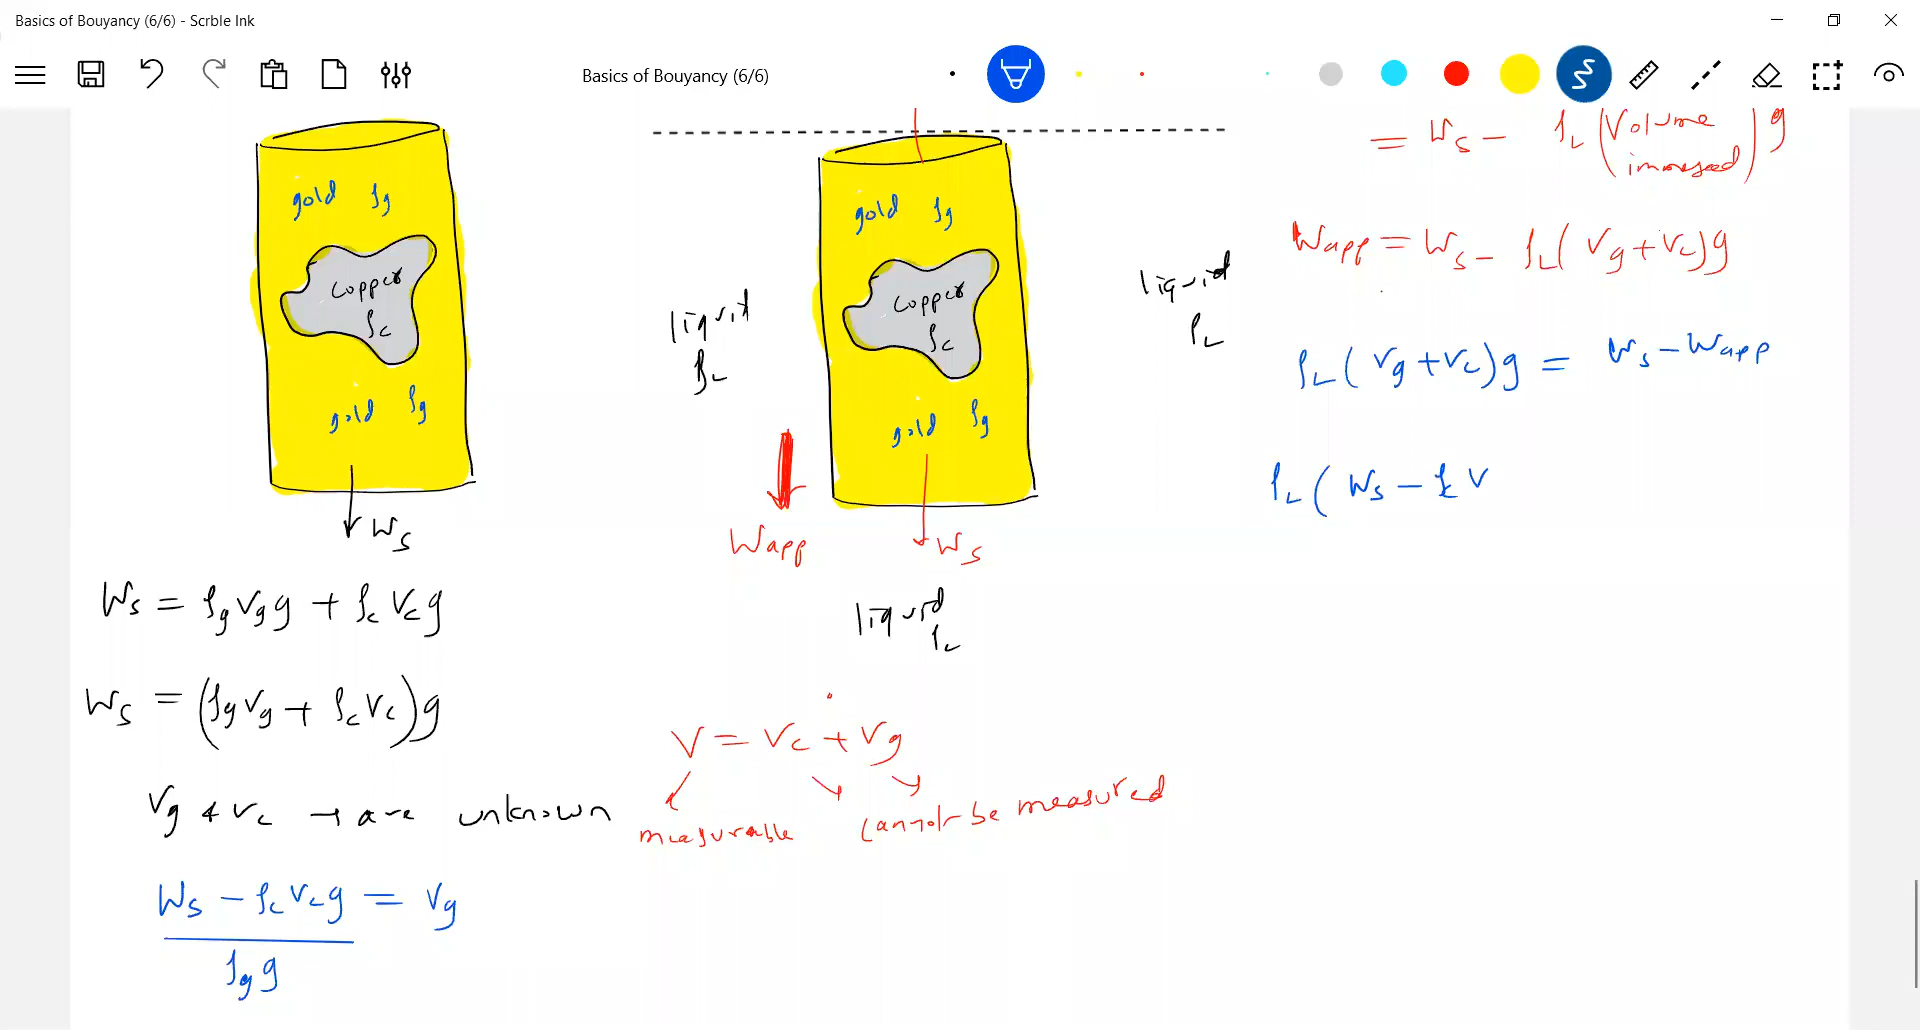 Basics of Bouyancy (6/6) - Scrble Ink
Basics of Bouyancy (6/6)
gold ρg
copper
ρc
gold ρg
Ws
Ws = ρg Vg g + ρc Vc g
Ws = (ρg Vg + ρc Vc) g
Vg & Vc → are unknown
Ws - ρc Vc g = Vg
ρg g
liquid
ρL
gold ρg
copper
ρc
gold ρg
Wapp
Ws
liquid
ρL
liquid
ρL
V = Vc + Vg
measurable
cannot be measured
= Ws - ρL (Volume immersed) g
Wapp = Ws - ρL ( Vg + Vc) g
ρL ( Vg + Vc) g = Ws - Wapp
ρL ( Ws - ρc V